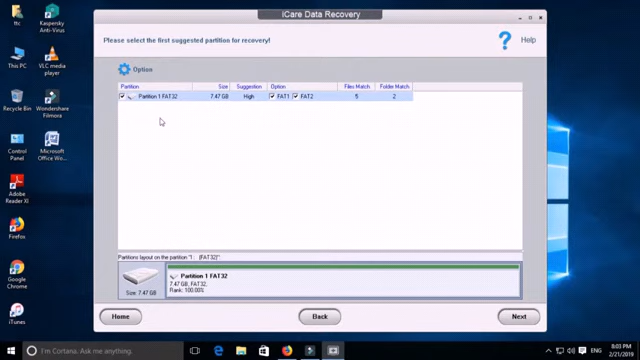 iCare Data Recovery
Please select the first suggested partition for recovery!
? Help
Option
Partition Size Suggestion Option Files Match Folder Match
Partition 1 FAT32 7.47 GB High FAT1 FAT2 5 2
Partitions layout on the partition "1 : (FAT32)":
Partition 1 FAT32
7.47 GB, FAT32,
Rank: 100.00%
Size: 7.47 GB
Home
Back
Next
ttc
Kaspersky
Anti-Virus
This PC
VLC media
player
Recycle Bin
Wondershare
Filmora
Control
Panel
Microsoft
Office Wo...
Adobe
Reader XI
Firefox
Google
Chrome
iTunes
I'm Cortana. Ask me anything.
8:03 PM
2/21/2019